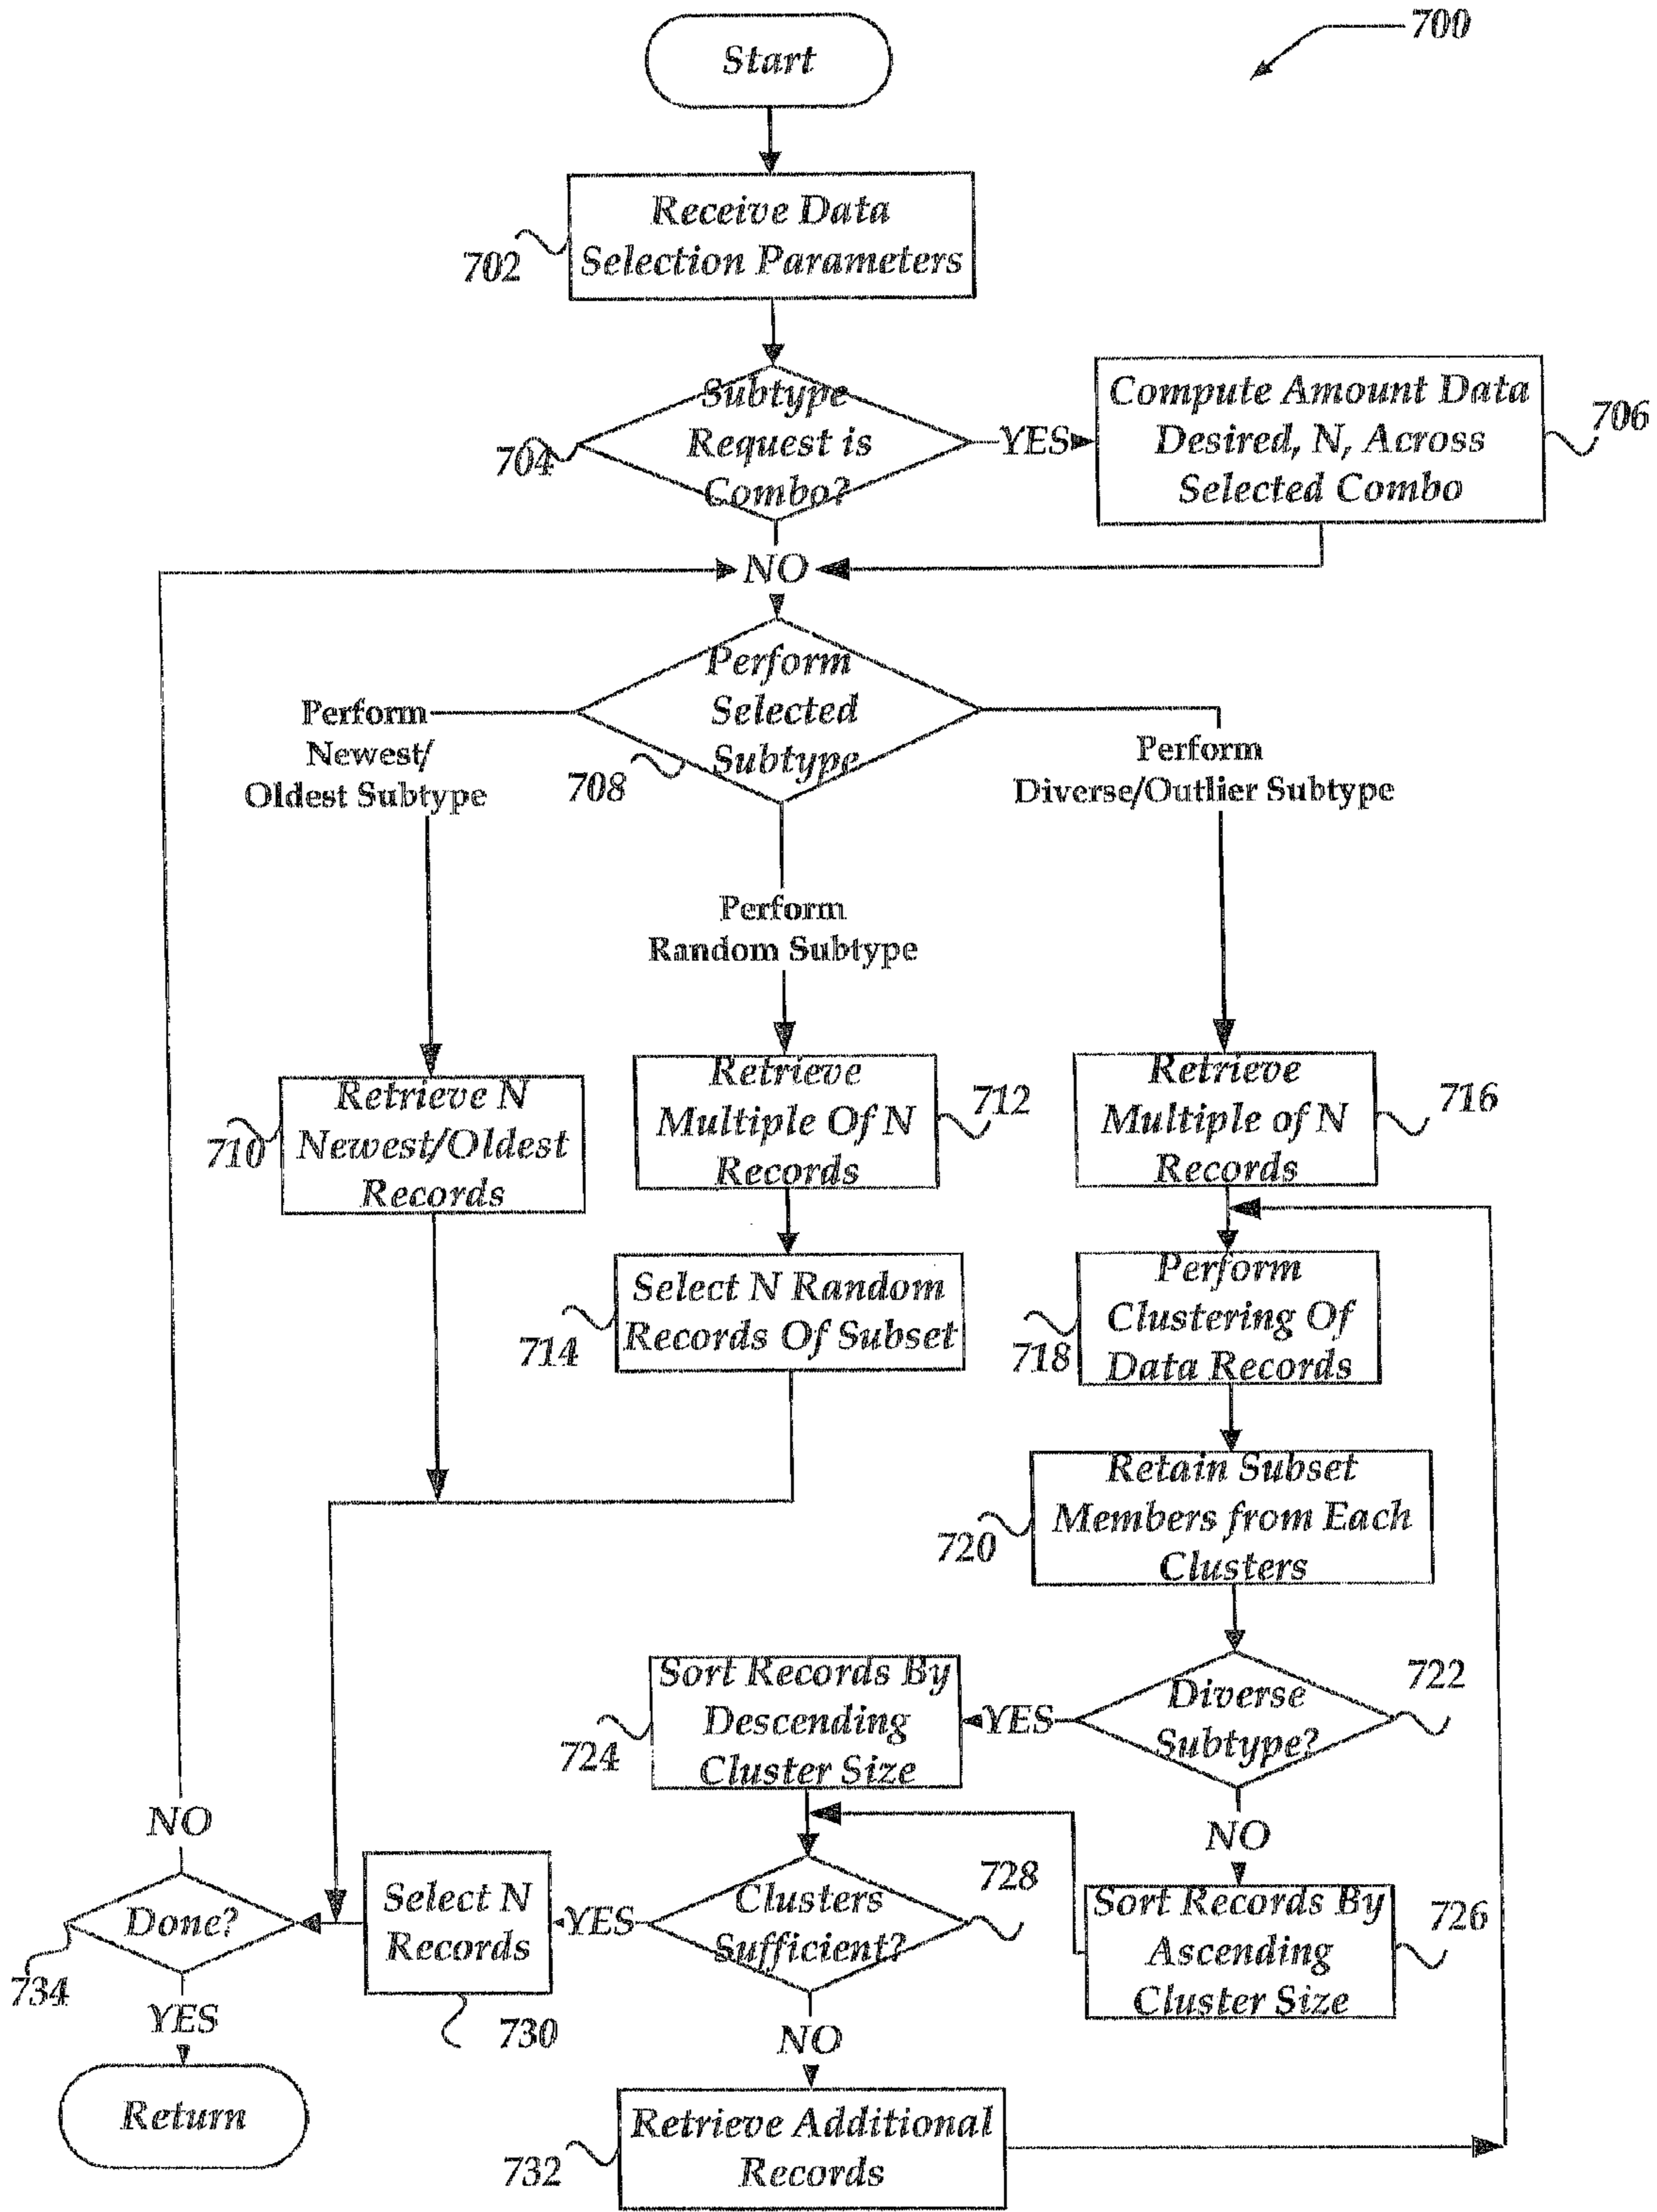 700
Start
Receive Data
Selection Parameters
702
Subtype
Request is
Combo?
704
YES
Compute Amount Data
Desired, N, Across
Selected Combo
706
NO
Perform
Selected
Subtype
708
Perform
Newest/
Oldest Subtype
Perform
Random Subtype
Perform
Diverse/Outlier Subtype
Retrieve N
Newest/Oldest
Records
710
Retrieve
Multiple Of N
Records
712
Retrieve
Multiple of N
Records
716
Select N Random
Records Of Subset
714
Perform
Clustering Of
Data Records
718
Retain Subset
Members from Each
Clusters
720
Diverse
Subtype?
722
YES
Sort Records By
Descending
Cluster Size
724
NO
Sort Records By
Ascending
Cluster Size
726
Clusters
Sufficient?
728
YES
Select N
Records
730
NO
Retrieve Additional
Records
732
Done?
734
NO
YES
Return